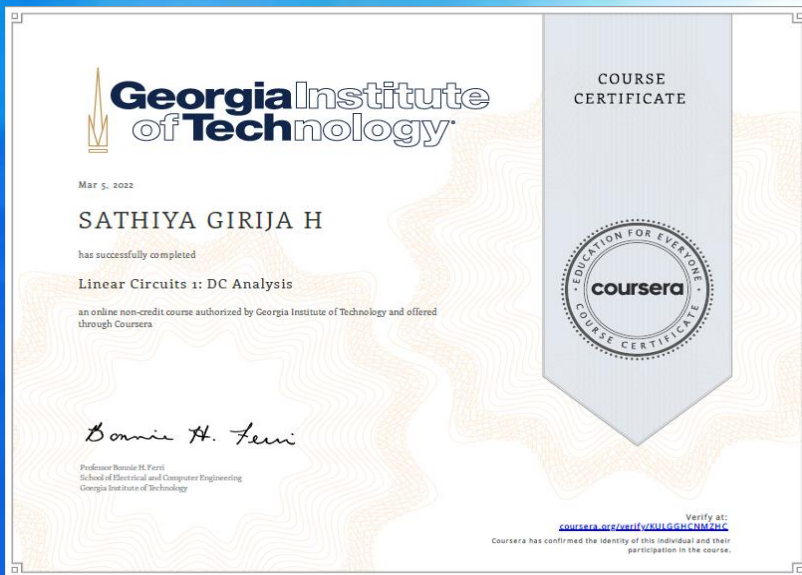 Georgia Institute
of Technology
COURSE
CERTIFICATE
Mar 5, 2022
SATHIYA GIRIJA H
has successfully completed
Linear Circuits 1: DC Analysis
an online non-credit course authorized by Georgia Institute of Technology and offered
through Coursera
EDUCATION FOR EVERYONE
coursera
COURSE CERTIFICATE
Bonnie H. Ferri
Professor Bonnie H. Ferri
School of Electrical and Computer Engineering
Goergia Institute of Technology
Verify at:
coursera.org/verify/KULGGHCNMZHC
Coursera has confirmed the identity of this individual and their
participation in the course.